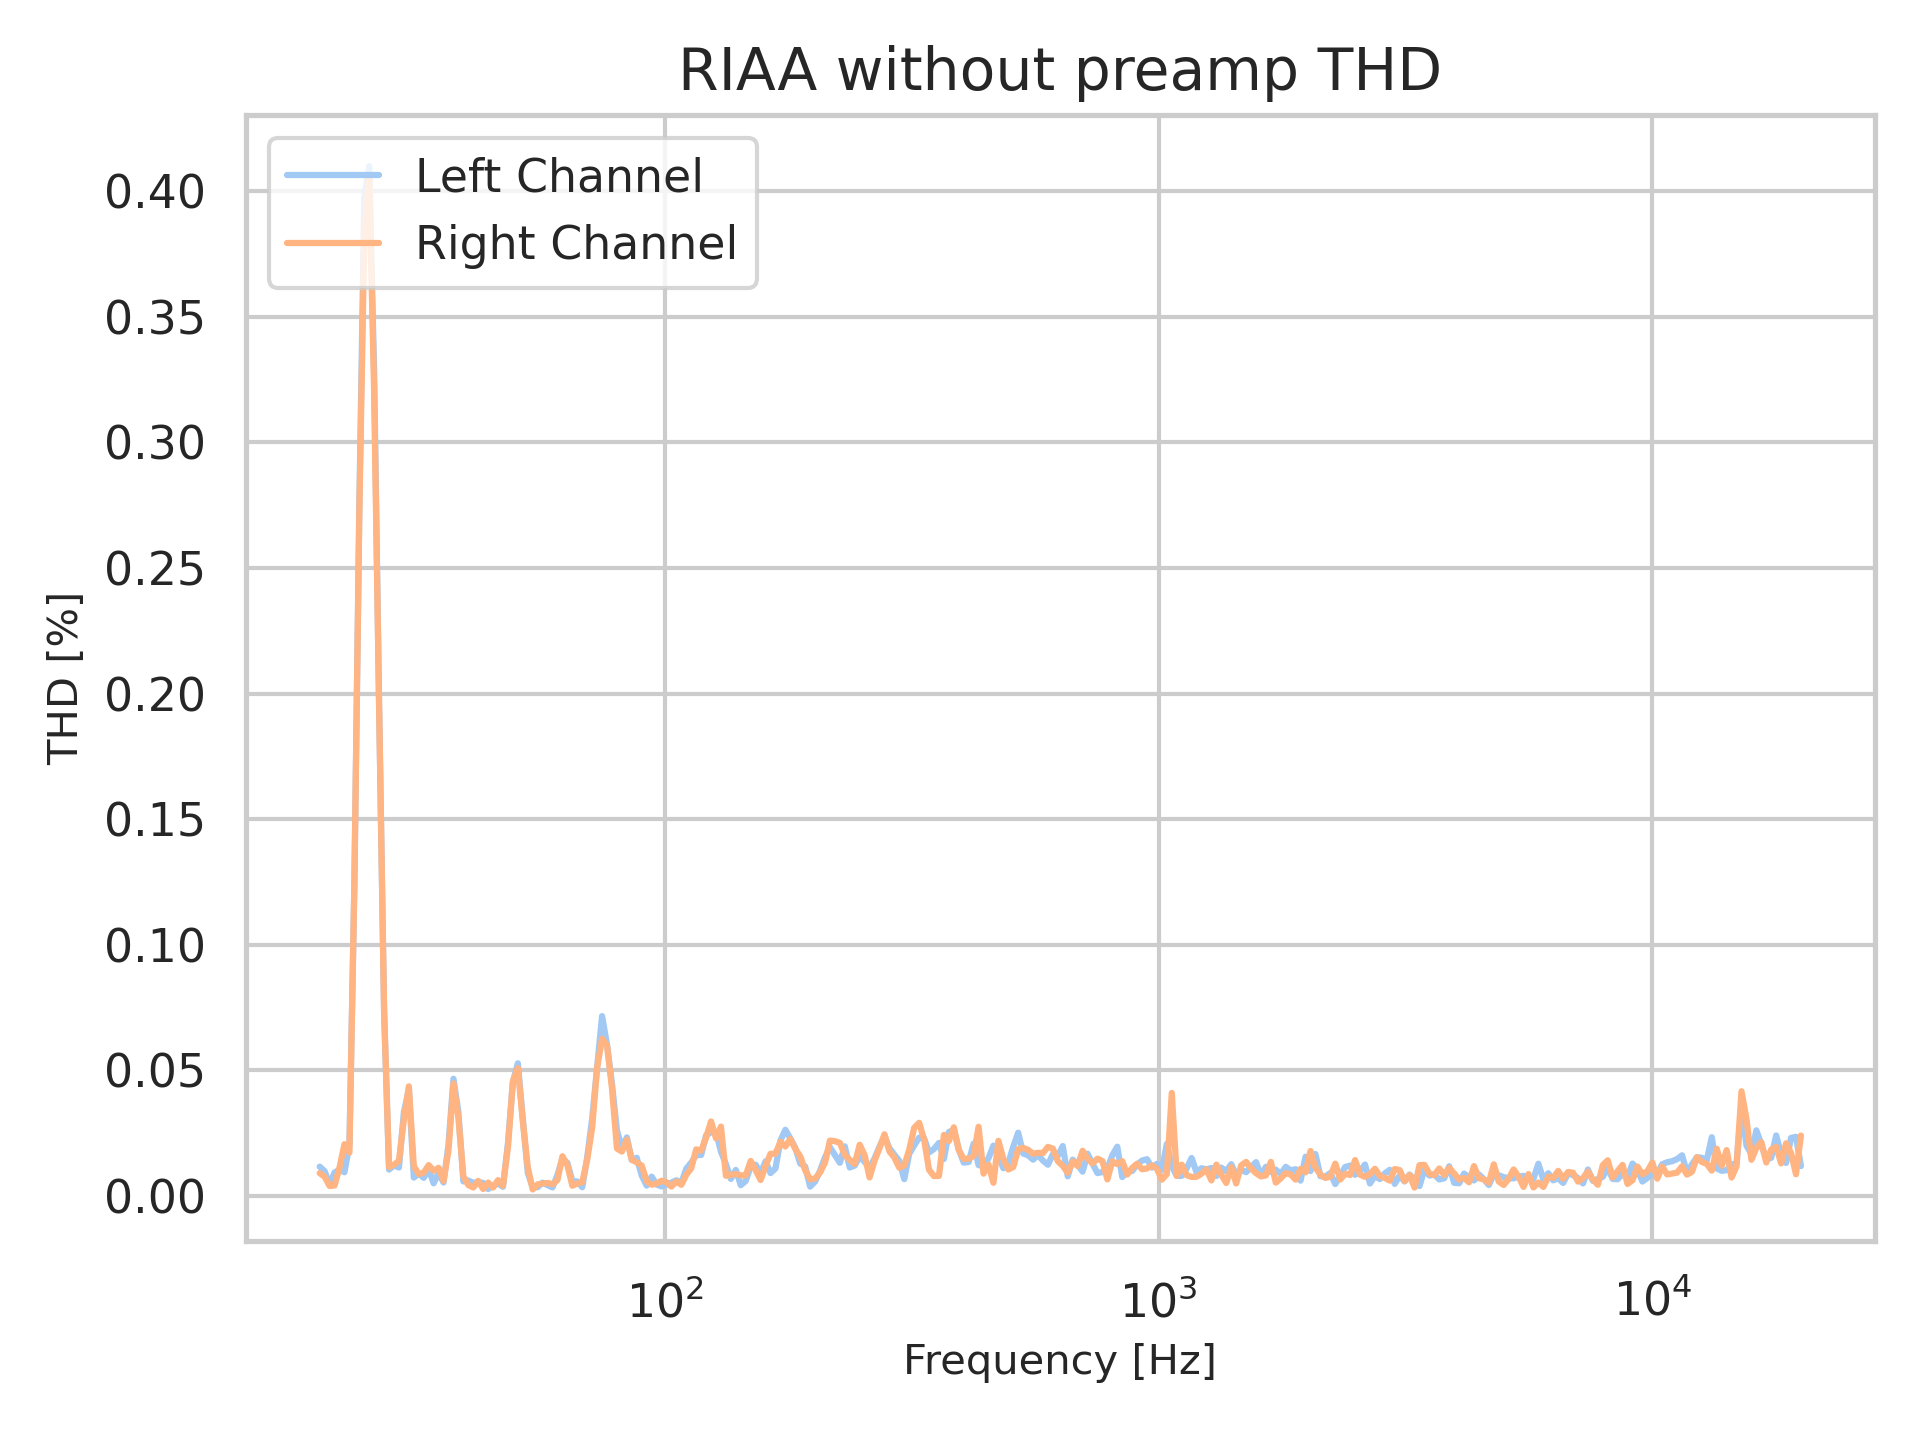 RIAA without preamp THD
Left Channel
Right Channel
0.40
0.35
0.30
0.25
0.20
0.15
0.10
0.05
0.00
THD [%]
10² 10³ 10⁴
Frequency [Hz]